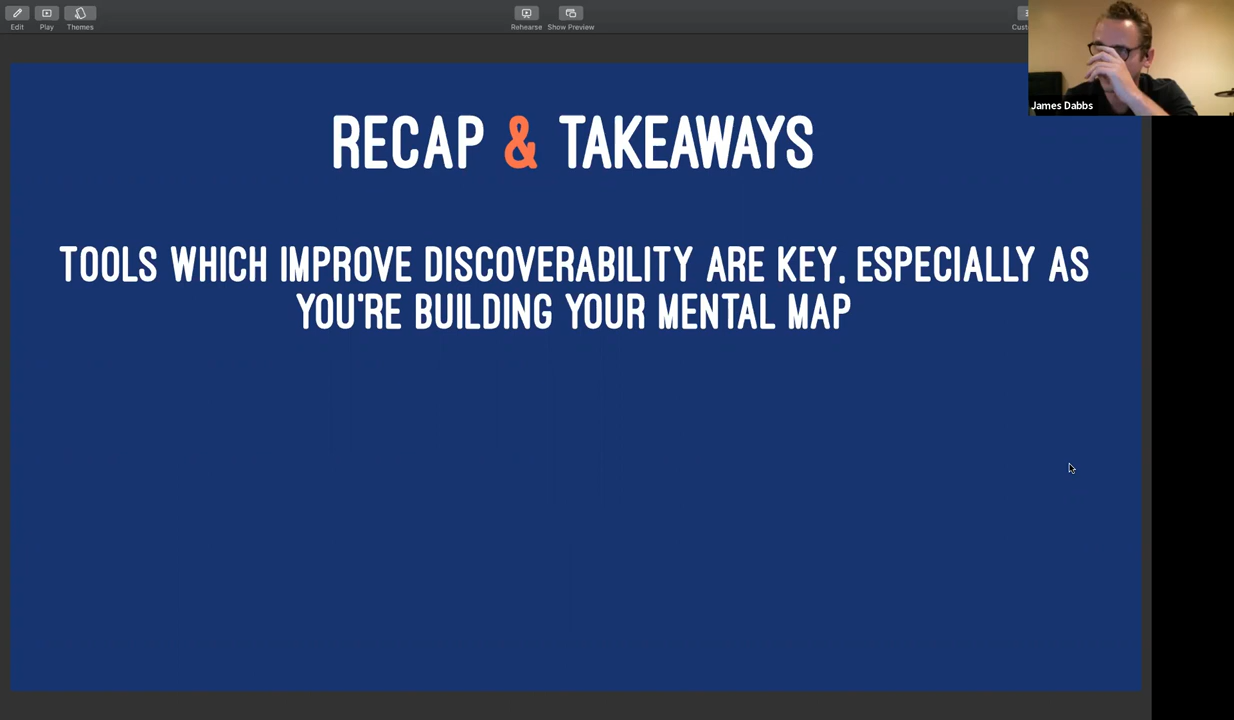 Edit Play Themes Rehearse Show Preview
James Dabbs
RECAP & TAKEAWAYS
TOOLS WHICH IMPROVE DISCOVERABILITY ARE KEY, ESPECIALLY AS
YOU'RE BUILDING YOUR MENTAL MAP